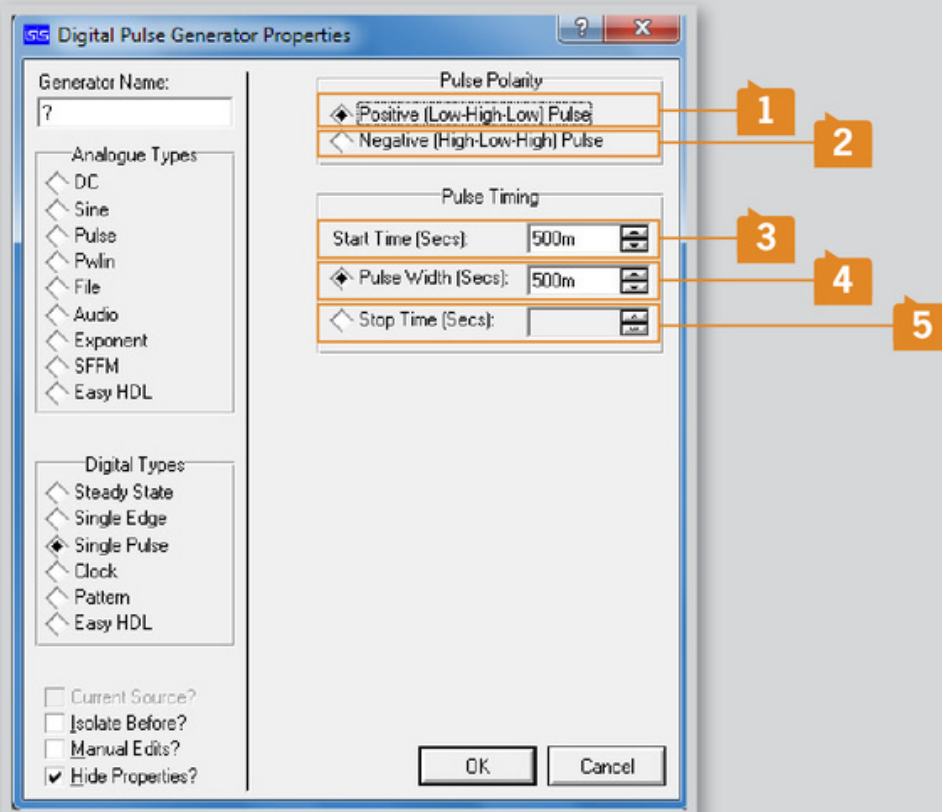 ISIS Digital Pulse Generator Properties
? X
Generator Name:
?
Analogue Types
DC
Sine
Pulse
Pwlin
File
Audio
Exponent
SFFM
Easy HDL
Digital Types
Steady State
Single Edge
Single Pulse
Clock
Pattern
Easy HDL
Current Source?
Isolate Before?
Manual Edits?
Hide Properties?
Pulse Polarity
Positive (Low-High-Low) Pulse
Negative (High-Low-High) Pulse
Pulse Timing
Start Time (Secs): 500m
Pulse Width (Secs): 500m
Stop Time (Secs):
OK Cancel
1
2
3
4
5